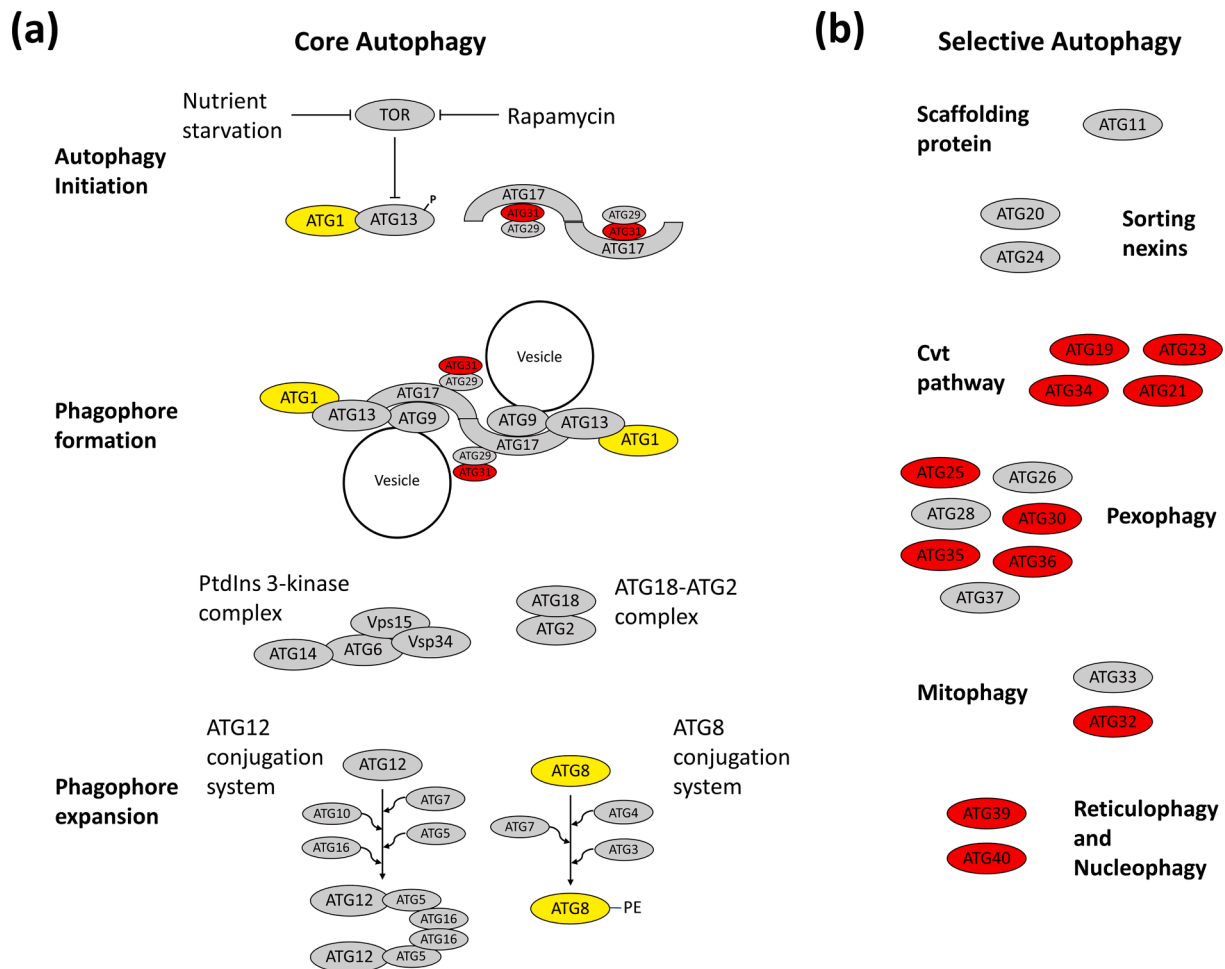 (a)
Core Autophagy
Nutrient
starvation
TOR
Rapamycin
Autophagy
Initiation
P
ATG1
ATG13
ATG17
ATG31
ATG29
ATG29
ATG31
ATG17
Phagophore
formation
Vesicle
ATG31
ATG29
ATG1
ATG17
ATG13
ATG9
ATG9
ATG13
ATG17
ATG1
ATG29
ATG31
Vesicle
PtdIns 3-kinase
complex
Vps15
Vsp34
ATG14
ATG6
ATG18
ATG2
ATG18-ATG2
complex
Phagophore
expansion
ATG12
conjugation
system
ATG12
ATG7
ATG10
ATG5
ATG16
ATG12
ATG5
ATG16
ATG16
ATG12
ATG5
ATG8
conjugation
system
ATG8
ATG4
ATG7
ATG3
ATG8
PE
(b)
Selective Autophagy
Scaffolding
protein
ATG11
ATG20
ATG24
Sorting
nexins
Cvt
pathway
ATG19
ATG23
ATG34
ATG21
ATG25
ATG26
ATG28
ATG30
ATG35
ATG36
ATG37
Pexophagy
Mitophagy
ATG33
ATG32
ATG39
ATG40
Reticulophagy
and
Nucleophagy